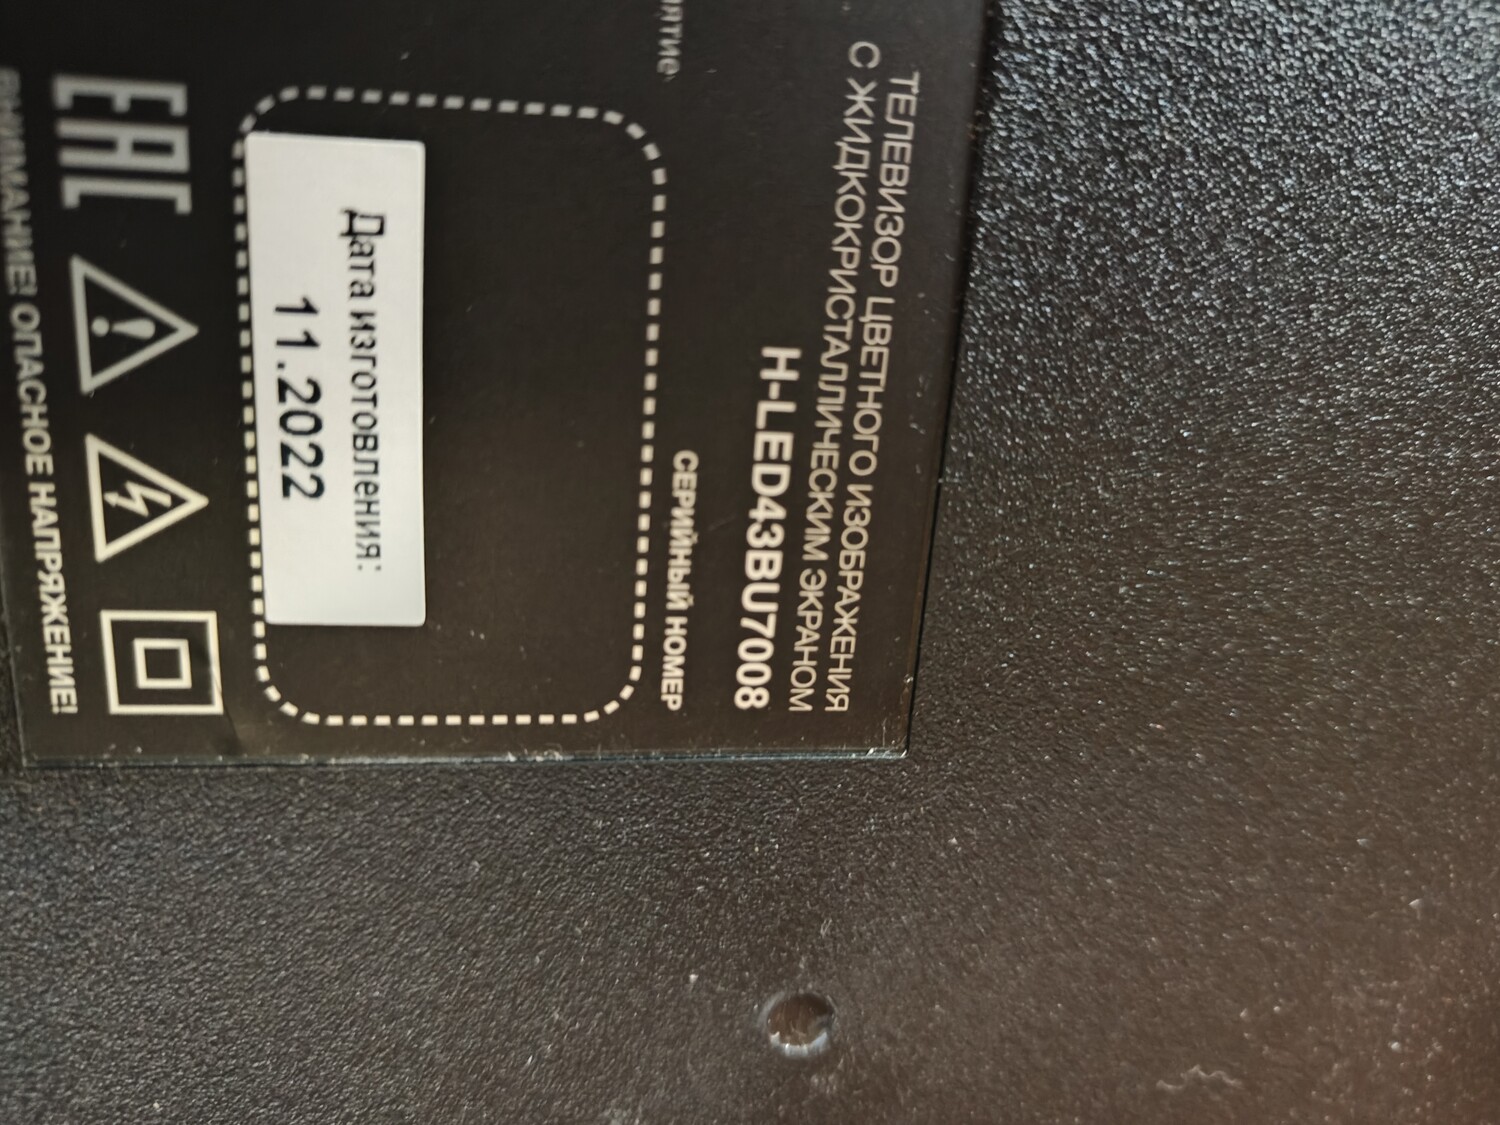 ТЕЛЕВИЗОР ЦВЕТНОГО ИЗОБРАЖЕНИЯ
С ЖИДКОКРИСТАЛЛИЧЕСКИМ ЭКРАНОМ
H-LED43BU7008
СЕРИЙНЫЙ НОМЕР
Дата изготовления:
11.2022
EAC
ВНИМАНИЕ! ОПАСНОЕ НАПРЯЖЕНИЕ!